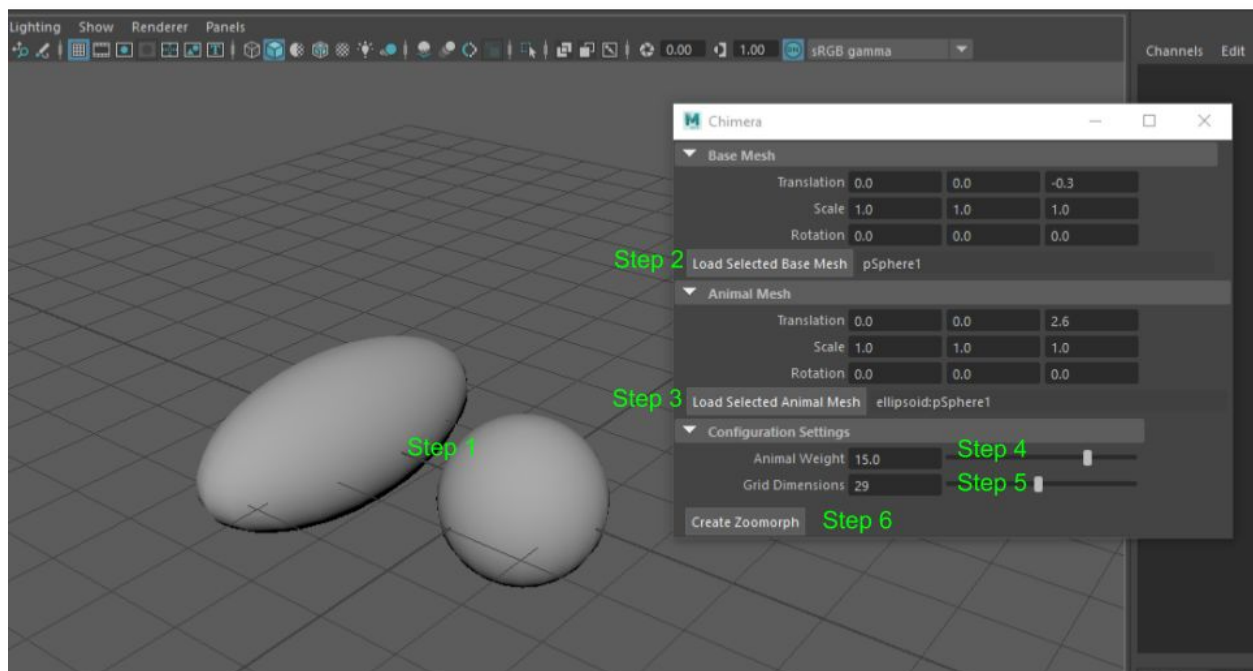 Lighting Show Renderer Panels
0.00 1.00 sRGB gamma
Channels Edit
Chimera
Base Mesh
Translation 0.0 0.0 -0.3
Scale 1.0 1.0 1.0
Rotation 0.0 0.0 0.0
Step 2 Load Selected Base Mesh pSphere1
Animal Mesh
Translation 0.0 0.0 2.6
Scale 1.0 1.0 1.0
Rotation 0.0 0.0 0.0
Step 3 Load Selected Animal Mesh ellipsoid:pSphere1
Configuration Settings
Step 1
Animal Weight 15.0 Step 4
Grid Dimensions 29 Step 5
Create Zoomorph Step 6